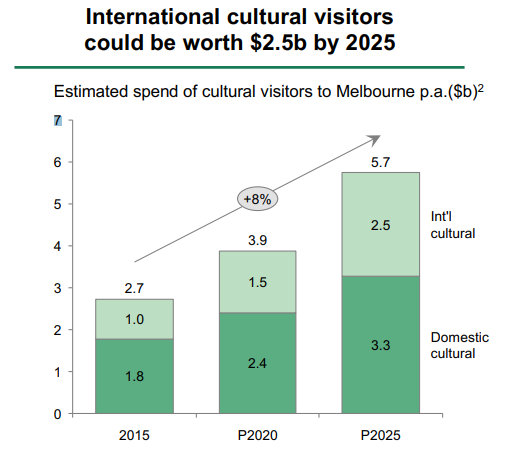 International cultural visitors
could be worth $2.5b by 2025
Estimated spend of cultural visitors to Melbourne p.a.($b)²
7
6
5
4
3
2
1
0
+8%
2.7
1.0
1.8
3.9
1.5
2.4
5.7
2.5
3.3
Int'l
cultural
Domestic
cultural
2015
P2020
P2025